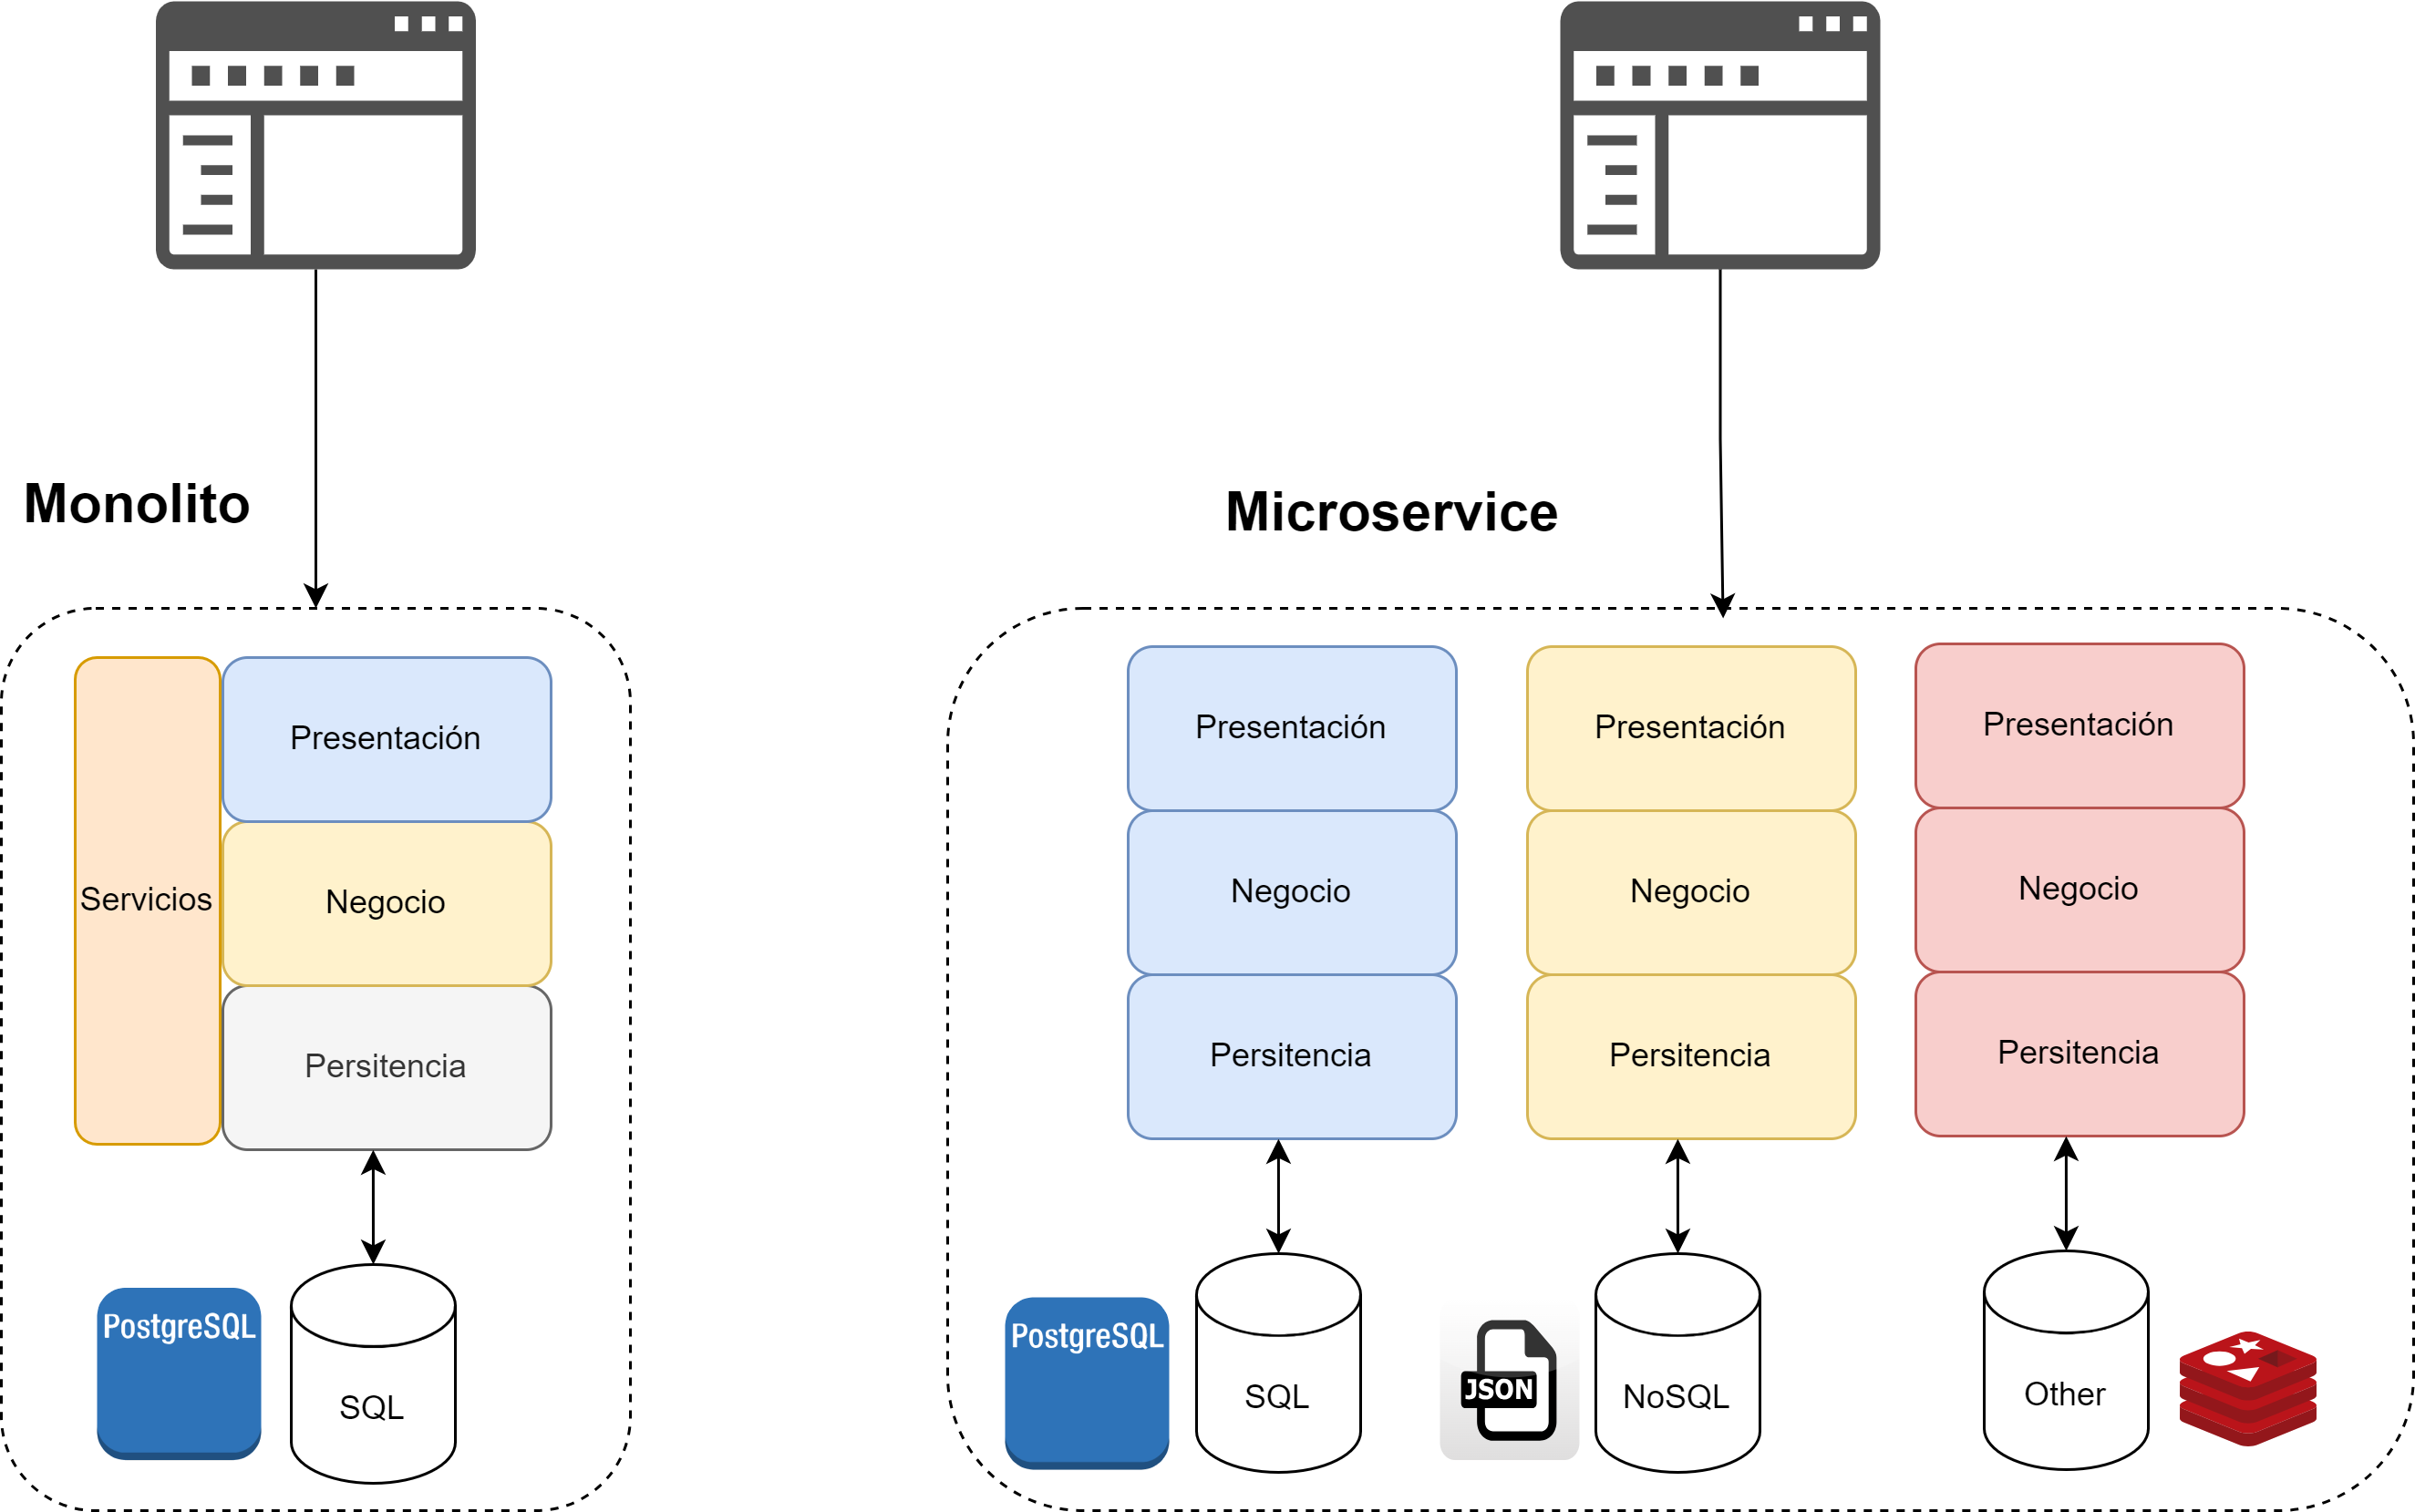 Monolito
Servicios
Presentación
Negocio
Persitencia
PostgreSQL
SQL
Microservice
Presentación
Negocio
Persitencia
PostgreSQL
SQL
Presentación
Negocio
Persitencia
JSON
NoSQL
Presentación
Negocio
Persitencia
Other